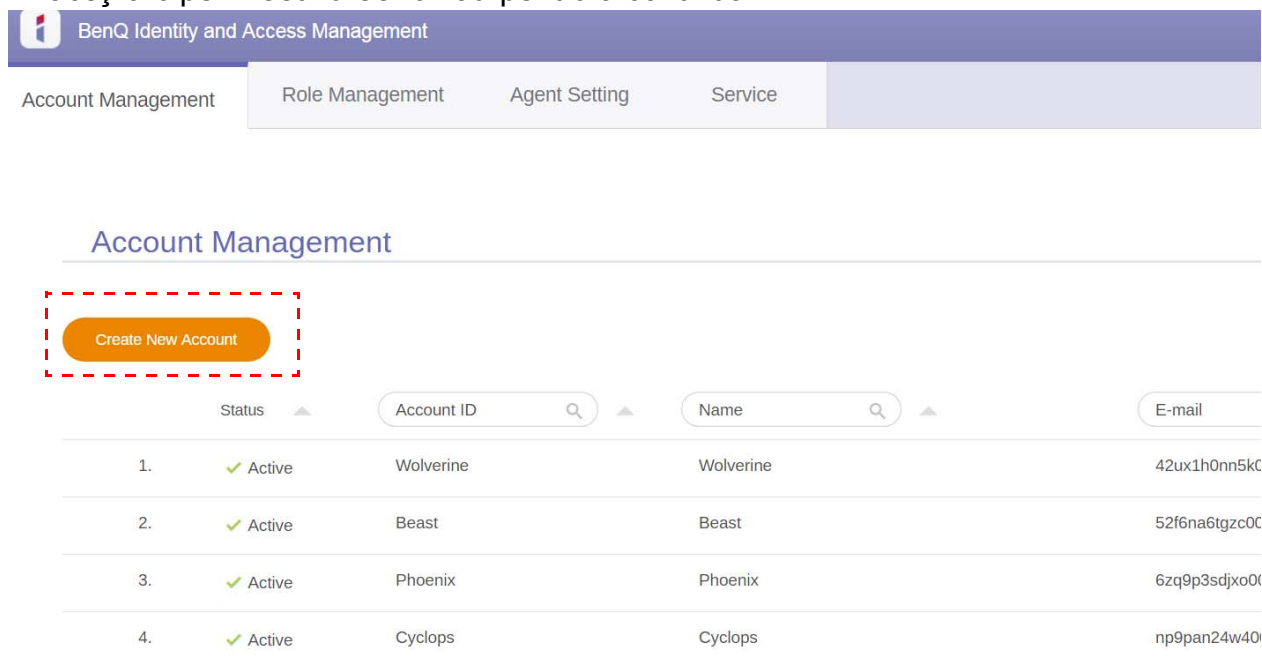 BenQ Identity and Access Management
Account Management Role Management Agent Setting Service
Account Management
Create New Account
Status Account ID Name E-mail
1. Active Wolverine Wolverine 42ux1h0nn5k
2. Active Beast Beast 52f6na6tgzc00
3. Active Phoenix Phoenix 6zq9p3sdjxo0
4. Active Cyclops Cyclops np9pan24w40